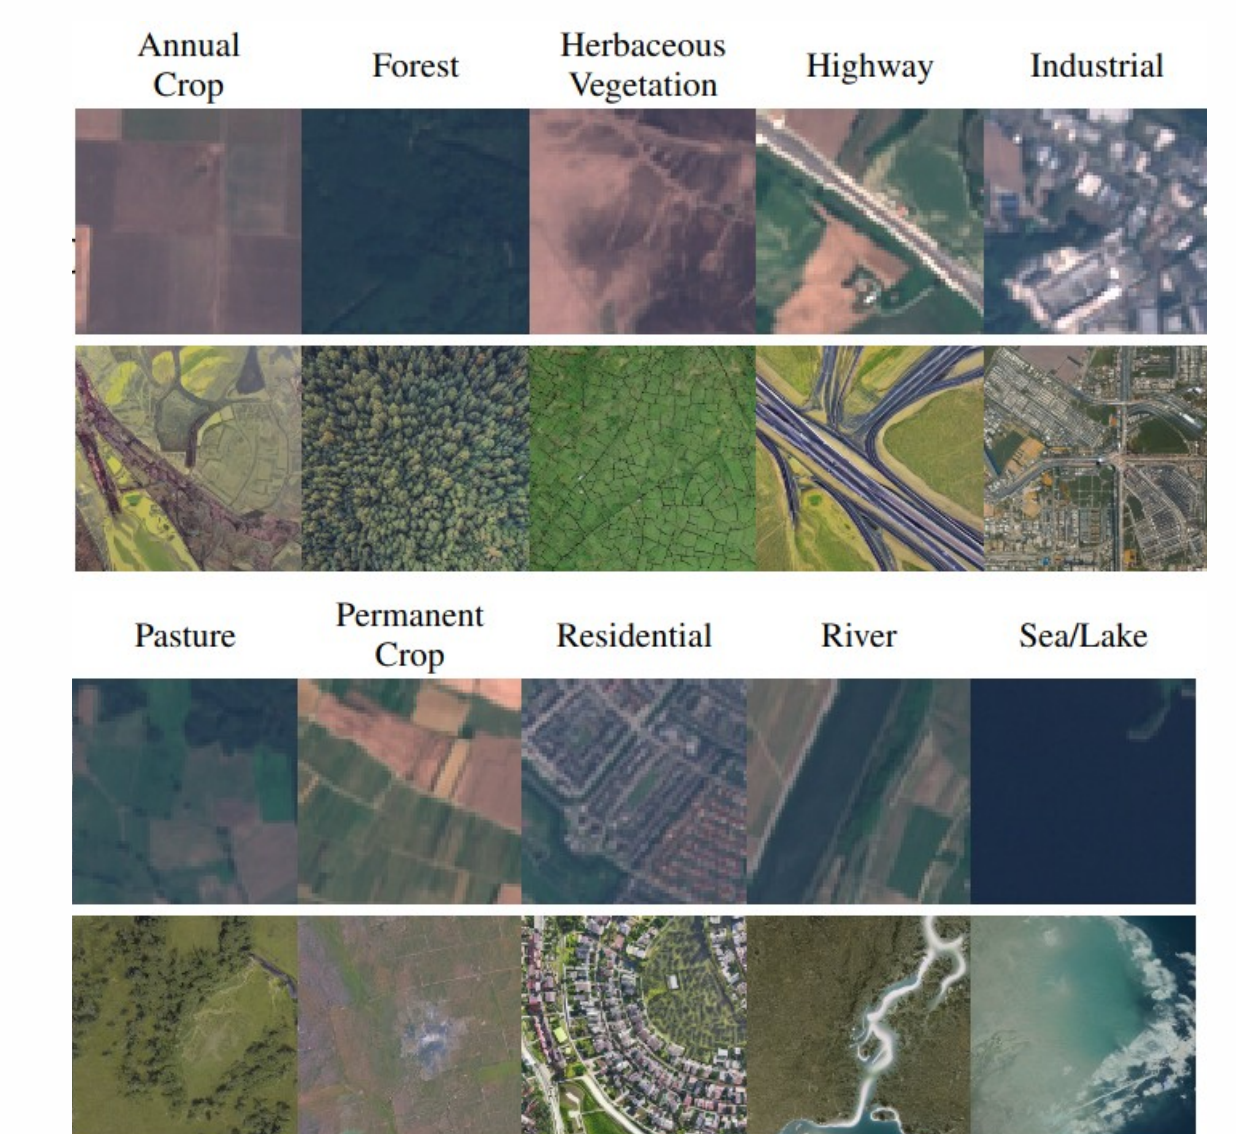 Annual
Crop
Forest
Herbaceous
Vegetation
Highway
Industrial
Pasture
Permanent
Crop
Residential
River
Sea/Lake